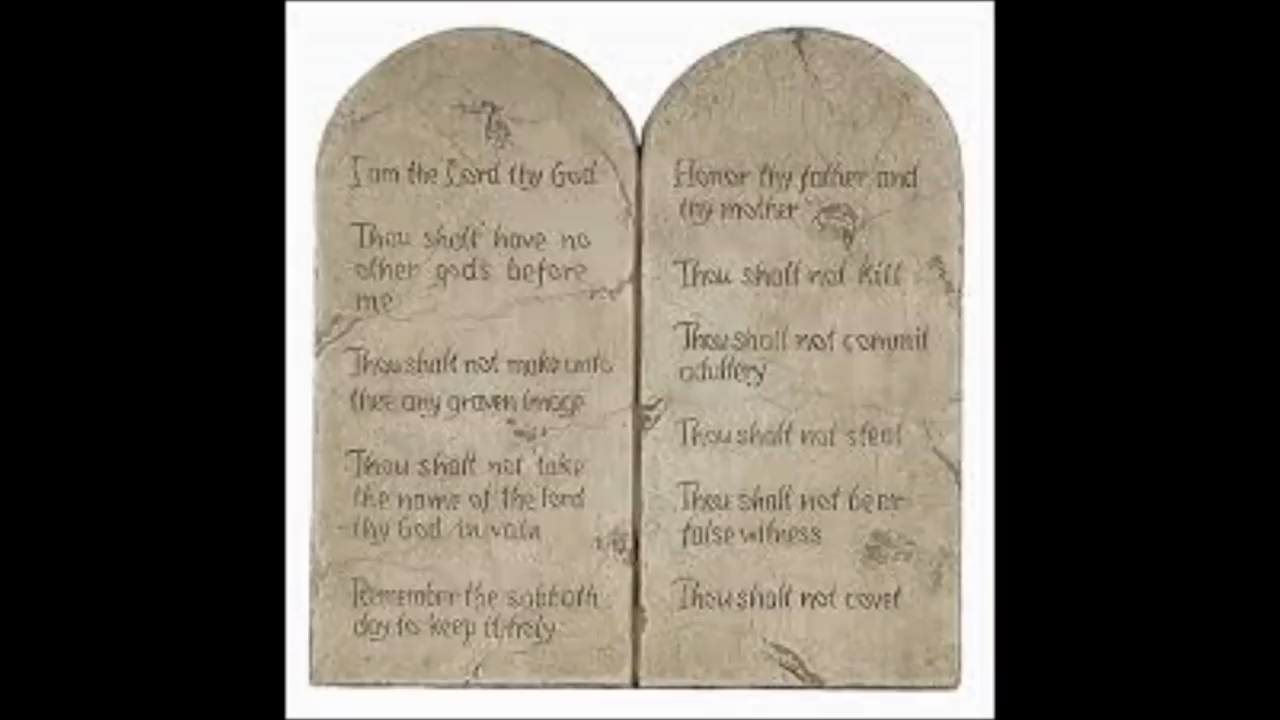 I am the Lord thy God
Thou shalt have no
other gods before
me
Thou shalt not make unto
thee any graven image
Thou shalt not take
the name of the lord
thy God in vain
Remember the sabbath
day to keep it holy
Honor thy father and
thy mother
Thou shalt not kill
Thou shalt not commit
adultery
Thou shalt not steal
Thou shalt not bear
false witness
Thou shalt not covet